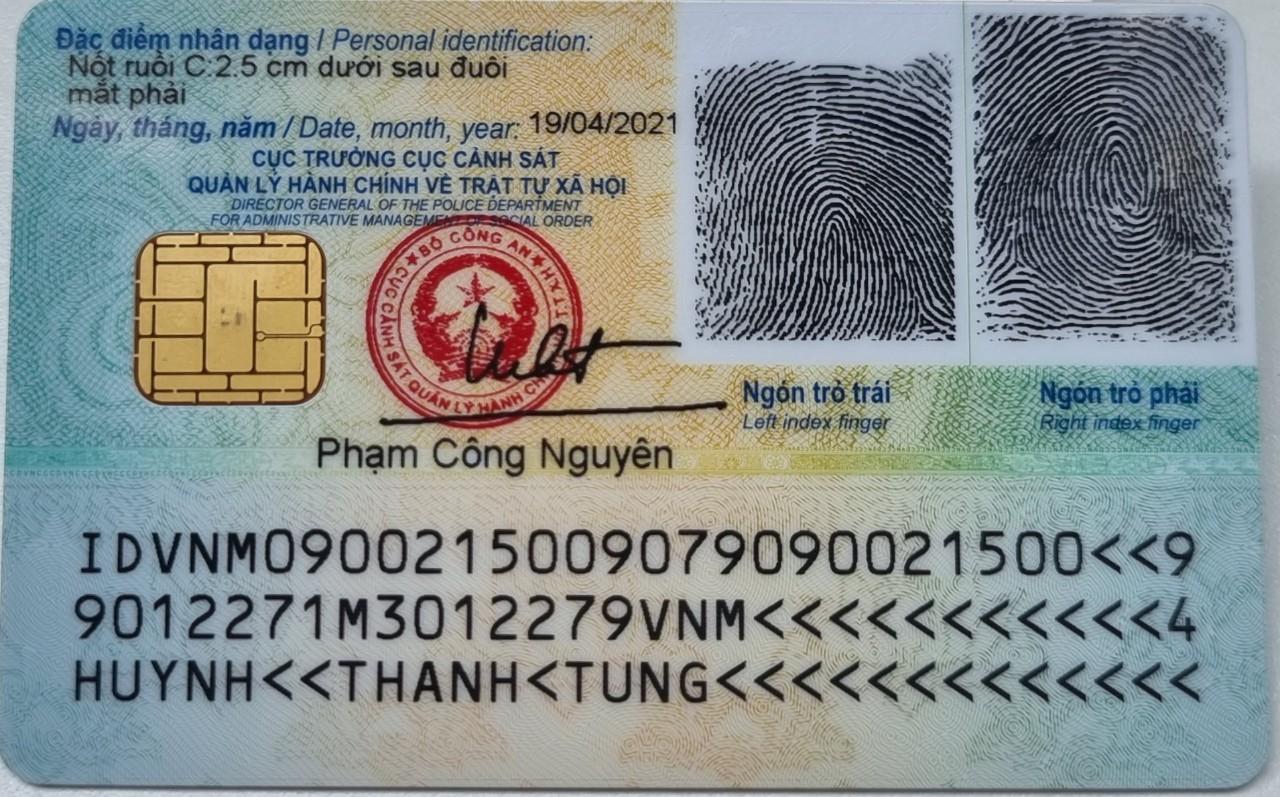 Đặc điểm nhân dạng / Personal identification:
Nốt ruồi C:2.5 cm dưới sau đuôi
mắt phải
Ngày, tháng, năm / Date, month, year: 19/04/2021
CỤC TRƯỞNG CỤC CẢNH SÁT
QUẢN LÝ HÀNH CHÍNH VỀ TRẬT TỰ XÃ HỘI
DIRECTOR GENERAL OF THE POLICE DEPARTMENT
FOR ADMINISTRATIVE MANAGEMENT OF SOCIAL ORDER
BỘ CÔNG AN
CỤC CẢNH SÁT QUẢN LÝ HÀNH CH
Ngón trỏ trái
Left index finger
Ngón trỏ phải
Right index finger
Phạm Công Nguyên
IDVNM0900215009079090021500<<9
9012271M3012279VNM<<<<<<<<<<<4
HUYNH<<THANH<TUNG<<<<<<<<<<<<<